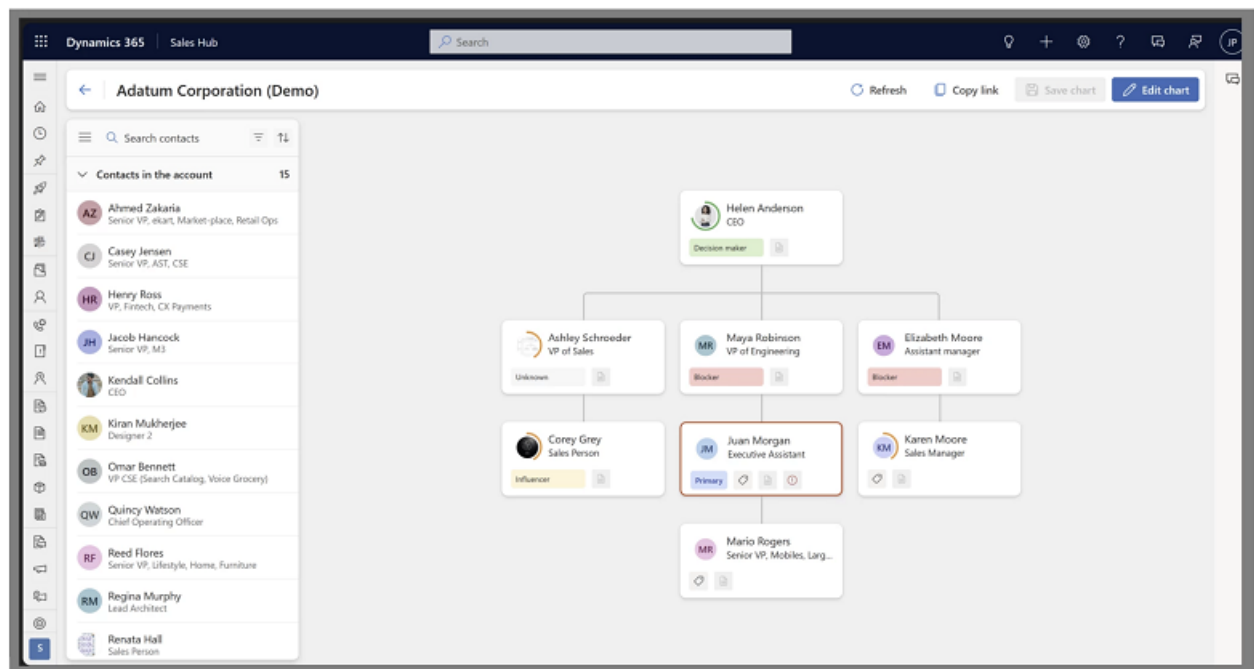 Dynamics 365
Sales Hub
Search
JP
Adatum Corporation (Demo)
Refresh
Copy link
Save chart
Edit chart
Search contacts
Contacts in the account 15
AZ
Ahmed Zakaria
Senior VP, ekart, Market-place, Retail Ops
CJ
Casey Jensen
Senior VP, AST, CSE
HR
Henry Ross
VP, Fintech, CX Payments
JH
Jacob Hancock
Senior VP, M3
Kendall Collins
CEO
KM
Kiran Mukherjee
Designer 2
OB
Omar Bennett
VP CSE (Search Catalog, Voice Grocery)
QW
Quincy Watson
Chief Operating Officer
RF
Reed Flores
Senior VP, Lifestyle, Home, Furniture
RM
Regina Murphy
Lead Architect
Renata Hall
Sales Person
S
Helen Anderson
CEO
Decision maker
Ashley Schroeder
VP of Sales
Unknown
MR
Maya Robinson
VP of Engineering
Blocker
EM
Elizabeth Moore
Assistant manager
Blocker
Corey Grey
Sales Person
Influencer
JM
Juan Morgan
Executive Assistant
Primary
KM
Karen Moore
Sales Manager
MR
Mario Rogers
Senior VP, Mobiles, Larg...